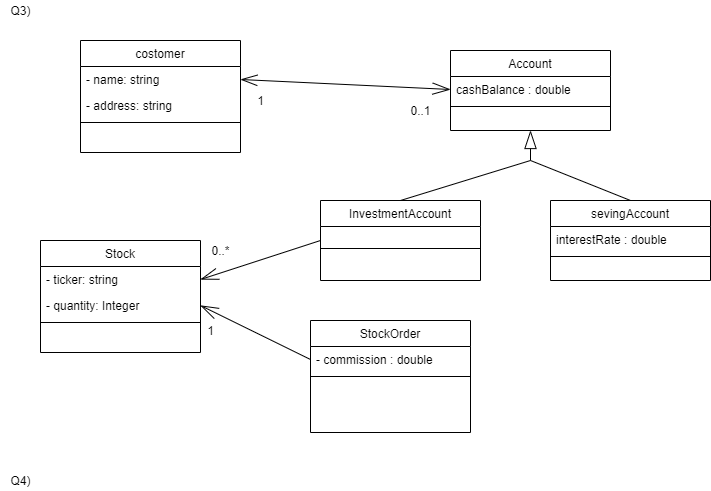 Q3)
costomer
- name: string
- address: string
1
0..1
Account
cashBalance : double
InvestmentAccount
sevingAccount
interestRate : double
Stock
- ticker: string
- quantity: Integer
0..*
1
StockOrder
- commission : double
Q4)